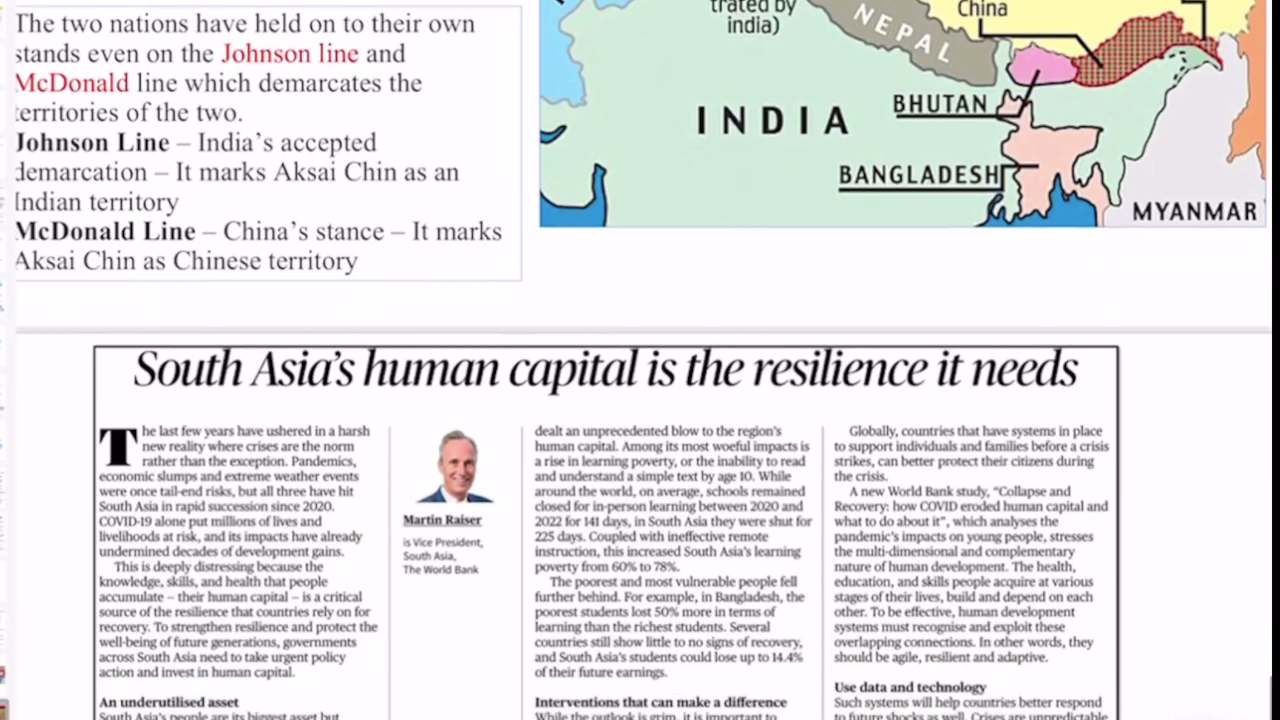 The two nations have held on to their own
stands even on the Johnson line and
McDonald line which demarcates the
territories of the two.
Johnson Line – India's accepted
demarcation – It marks Aksai Chin as an
Indian territory
McDonald Line – China's stance – It marks
Aksai Chin as Chinese territory
trated by
india)
NEPAL
China
INDIA
BHUTAN
BANGLADESH
MYANMAR
South Asia's human capital is the resilience it needs
The last few years have ushered in a harsh
new reality where crises are the norm
rather than the exception. Pandemics,
economic slumps and extreme weather events
were once tail-end risks, but all three have hit
South Asia in rapid succession since 2020.
COVID-19 alone put millions of lives and
livelihoods at risk, and its impacts have already
undermined decades of development gains.
This is deeply distressing because the
knowledge, skills, and health that people
accumulate – their human capital – is a critical
source of the resilience that countries rely on for
recovery. To strengthen resilience and protect the
well-being of future generations, governments
across South Asia need to take urgent policy
action and invest in human capital.
An underutilised asset
South Asia's people are its biggest asset but
Martin Raiser
is Vice President,
South Asia,
The World Bank
dealt an unprecedented blow to the region's
human capital. Among its most woeful impacts is
a rise in learning poverty, or the inability to read
and understand a simple text by age 10. While
around the world, on average, schools remained
closed for in-person learning between 2020 and
2022 for 141 days, in South Asia they were shut for
225 days. Coupled with ineffective remote
instruction, this increased South Asia's learning
poverty from 60% to 78%.
The poorest and most vulnerable people fell
further behind. For example, in Bangladesh, the
poorest students lost 50% more in terms of
learning than the richest students. Several
countries still show little to no signs of recovery,
and South Asia's students could lose up to 14.4%
of their future earnings.
Interventions that can make a difference
While the outlook is grim, it is important to
Globally, countries that have systems in place
to support individuals and families before a crisis
strikes, can better protect their citizens during
the crisis.
A new World Bank study, "Collapse and
Recovery: how COVID eroded human capital and
what to do about it", which analyses the
pandemic's impacts on young people, stresses
the multi-dimensional and complementary
nature of human development. The health,
education, and skills people acquire at various
stages of their lives, build and depend on each
other. To be effective, human development
systems must recognise and exploit these
overlapping connections. In other words, they
should be agile, resilient and adaptive.
Use data and technology
Such systems will help countries better respond
to future shocks as well. Crises are unpredictable